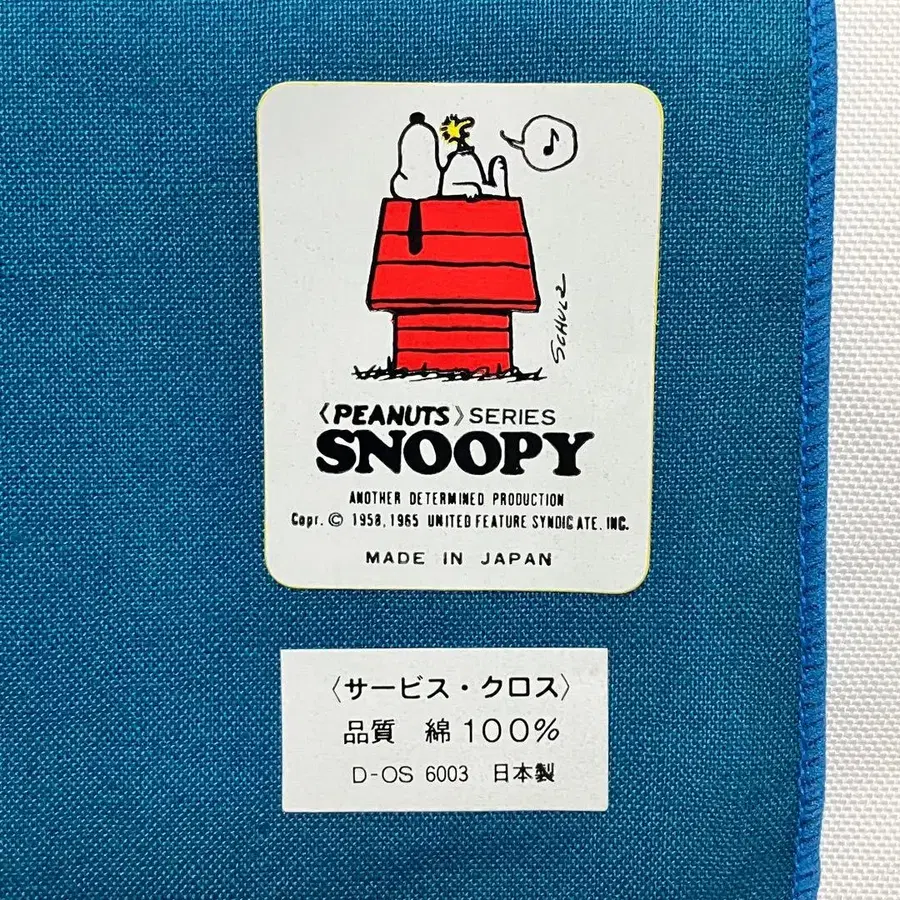 SCHULZ
〈PEANUTS〉SERIES
SNOOPY
ANOTHER DETERMINED PRODUCTION
Copr. © 1958, 1965 UNITED FEATURE SYNDICATE. INC.
MADE IN JAPAN
〈サービス・クロス〉
品質 綿100%
D-OS 6003 日本製